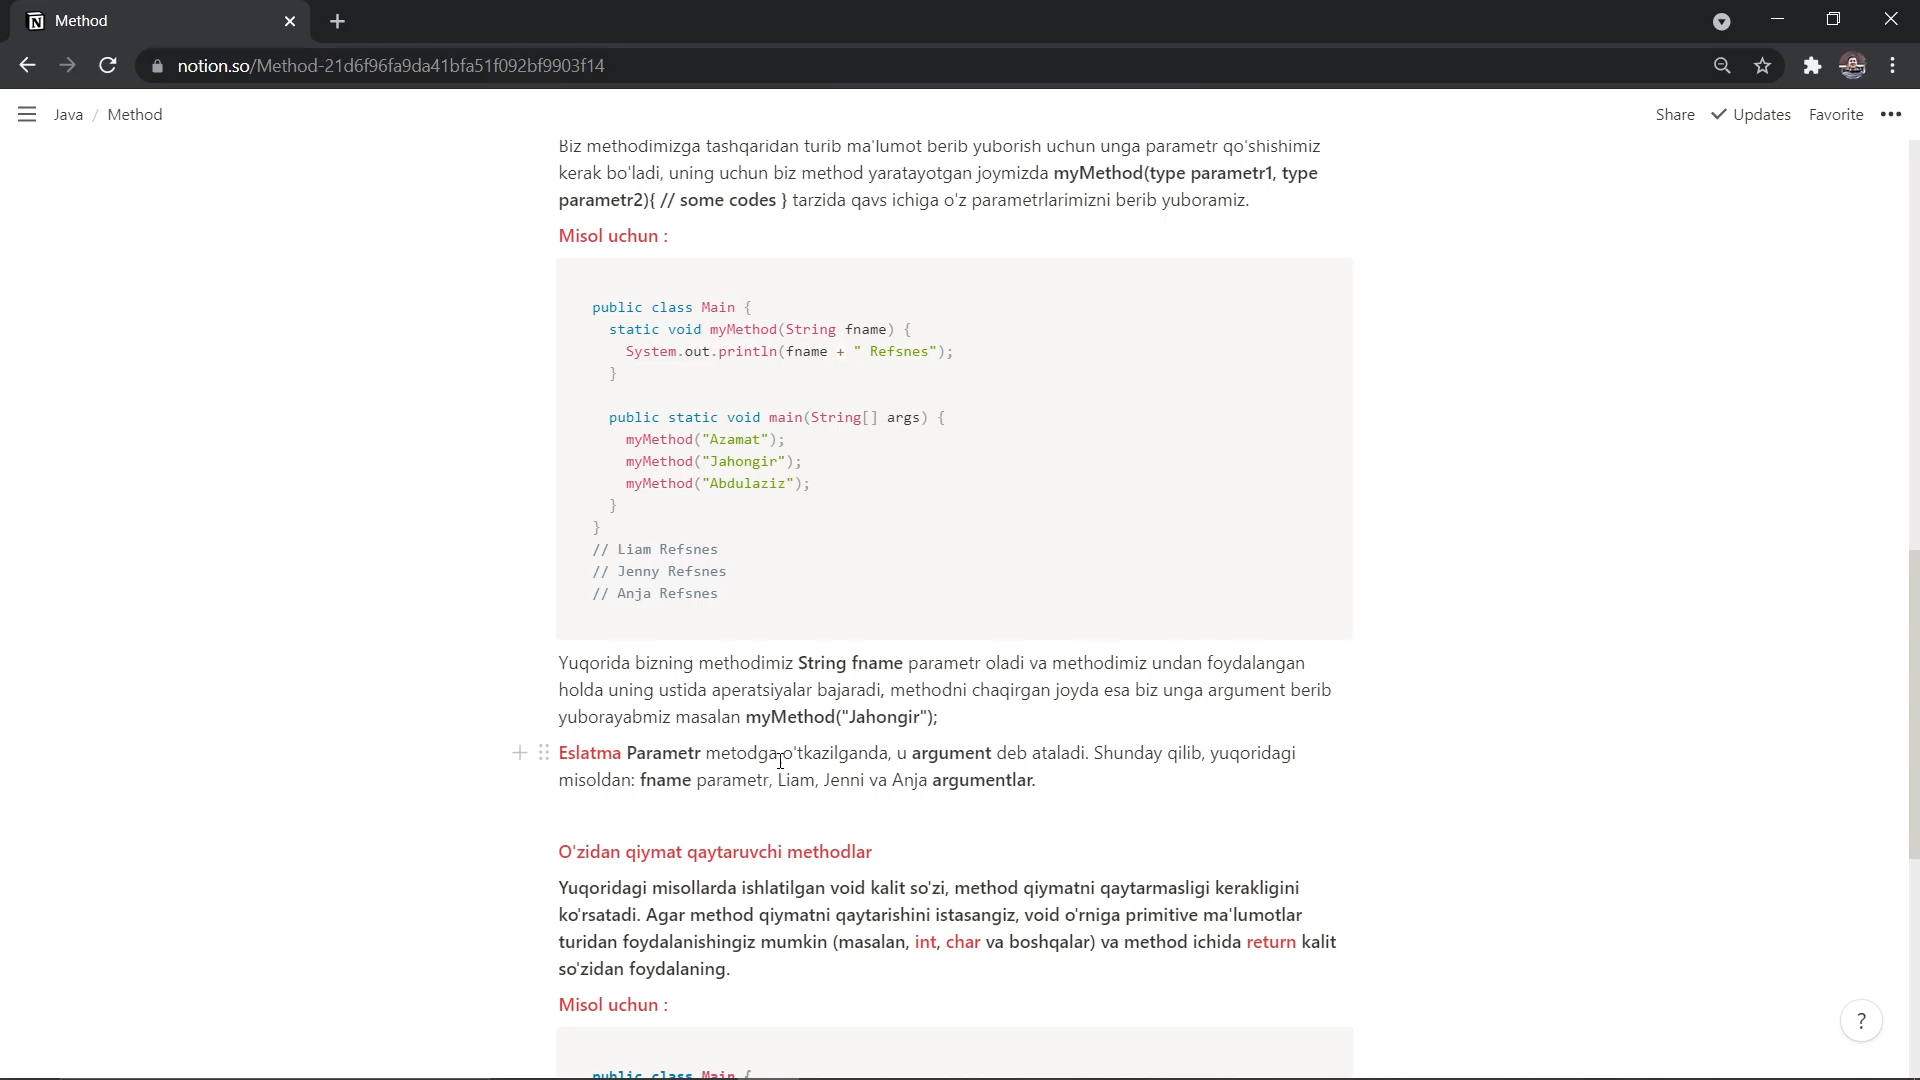 Method
notion.so/Method-21d6f96fa9da41bfa51f092bf9903f14
Java / Method
Share Updates Favorite
Biz methodimizga tashqaridan turib ma'lumot berib yuborish uchun unga parametr qo'shishimiz
kerak bo'ladi, uning uchun biz method yaratayotgan joymizda myMethod(type parametr1, type
parametr2){ // some codes } tarzida qavs ichiga o'z parametrlarimizni berib yuboramiz.
Misol uchun :
public class Main {
static void myMethod(String fname) {
System.out.println(fname + " Refsnes");
}
public static void main(String[] args) {
myMethod("Azamat");
myMethod("Jahongir");
myMethod("Abdulaziz");
}
}
// Liam Refsnes
// Jenny Refsnes
// Anja Refsnes
Yuqorida bizning methodimiz String fname parametr oladi va methodimiz undan foydalangan
holda uning ustida aperatsiyalar bajaradi, methodni chaqirgan joyda esa biz unga argument berib
yuborayabmiz masalan myMethod("Jahongir");
Eslatma Parametr metodga o'tkazilganda, u argument deb ataladi. Shunday qilib, yuqoridagi
misoldan: fname parametr, Liam, Jenni va Anja argumentlar.
O'zidan qiymat qaytaruvchi methodlar
Yuqoridagi misollarda ishlatilgan void kalit so'zi, method qiymatni qaytarmasligi kerakligini
ko'rsatadi. Agar method qiymatni qaytarishini istasangiz, void o'rniga primitive ma'lumotlar
turidan foydalanishingiz mumkin (masalan, int, char va boshqalar) va method ichida return kalit
so'zidan foydalaning.
Misol uchun :
public class Main {
?